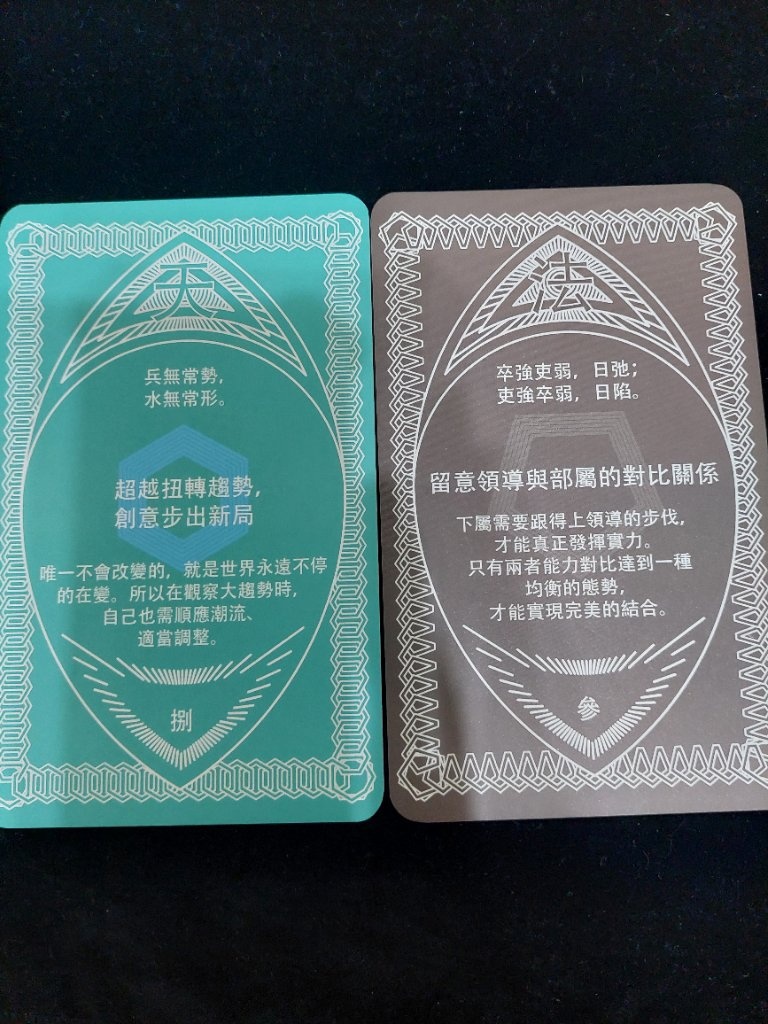 天
兵無常勢,
水無常形。
超越扭轉趨勢,
創意步出新局
唯一不會改變的，就是世界永遠不停
的在變。所以在觀察大趨勢時,
自己也需順應潮流、
適當調整。
捌
法
卒強吏弱，日弛；
吏強卒弱，日陷。
留意領導與部屬的對比關係
下屬需要跟得上領導的步伐,
才能真正發揮實力。
只有兩者能力對比達到一種
均衡的態勢,
才能實現完美的結合。
參